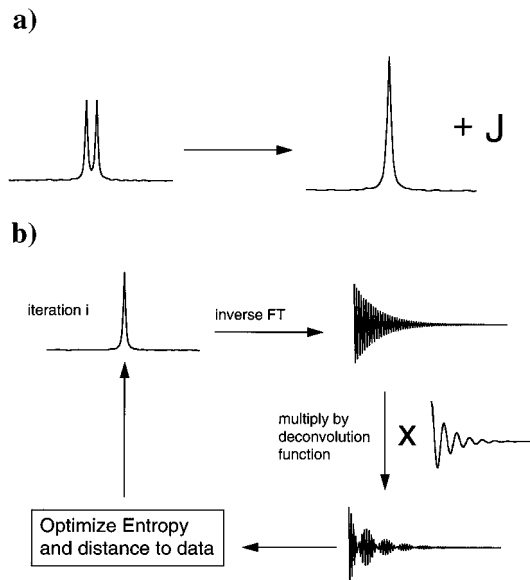 a)
+ J
b)
iteration i
inverse FT
multiply by
deconvolution
function
X
Optimize Entropy
and distance to data